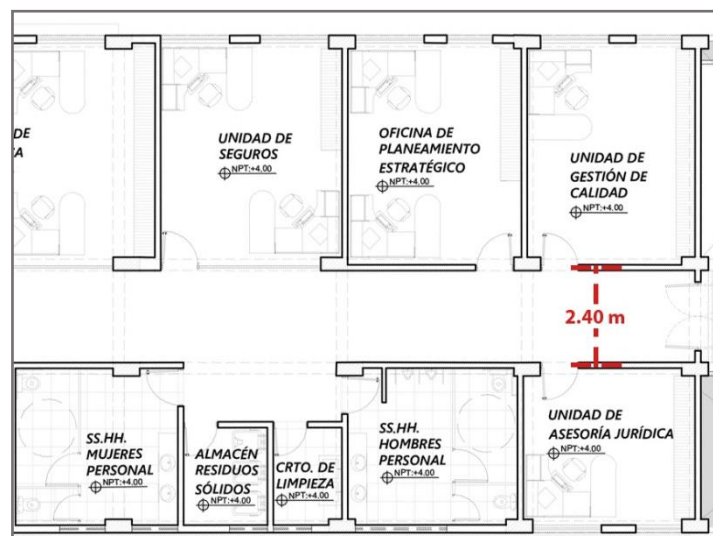 DE
A
UNIDAD DE
SEGUROS
NPT:+4.00
OFICINA DE
PLANEAMIENTO
ESTRATÉGICO
NPT:+4.00
UNIDAD DE
GESTIÓN DE
CALIDAD
NPT:+4.00
2.40 m
SS.HH.
MUJERES
PERSONAL
NPT:+4.00
ALMACÉN
RESIDUOS
SÓLIDOS
NPT:+4.00
CRTO. DE
LIMPIEZA
NPT:+4.00
SS.HH.
HOMBRES
PERSONAL
NPT:+4.00
UNIDAD DE
ASESORÍA JURÍDICA
NPT:+4.00